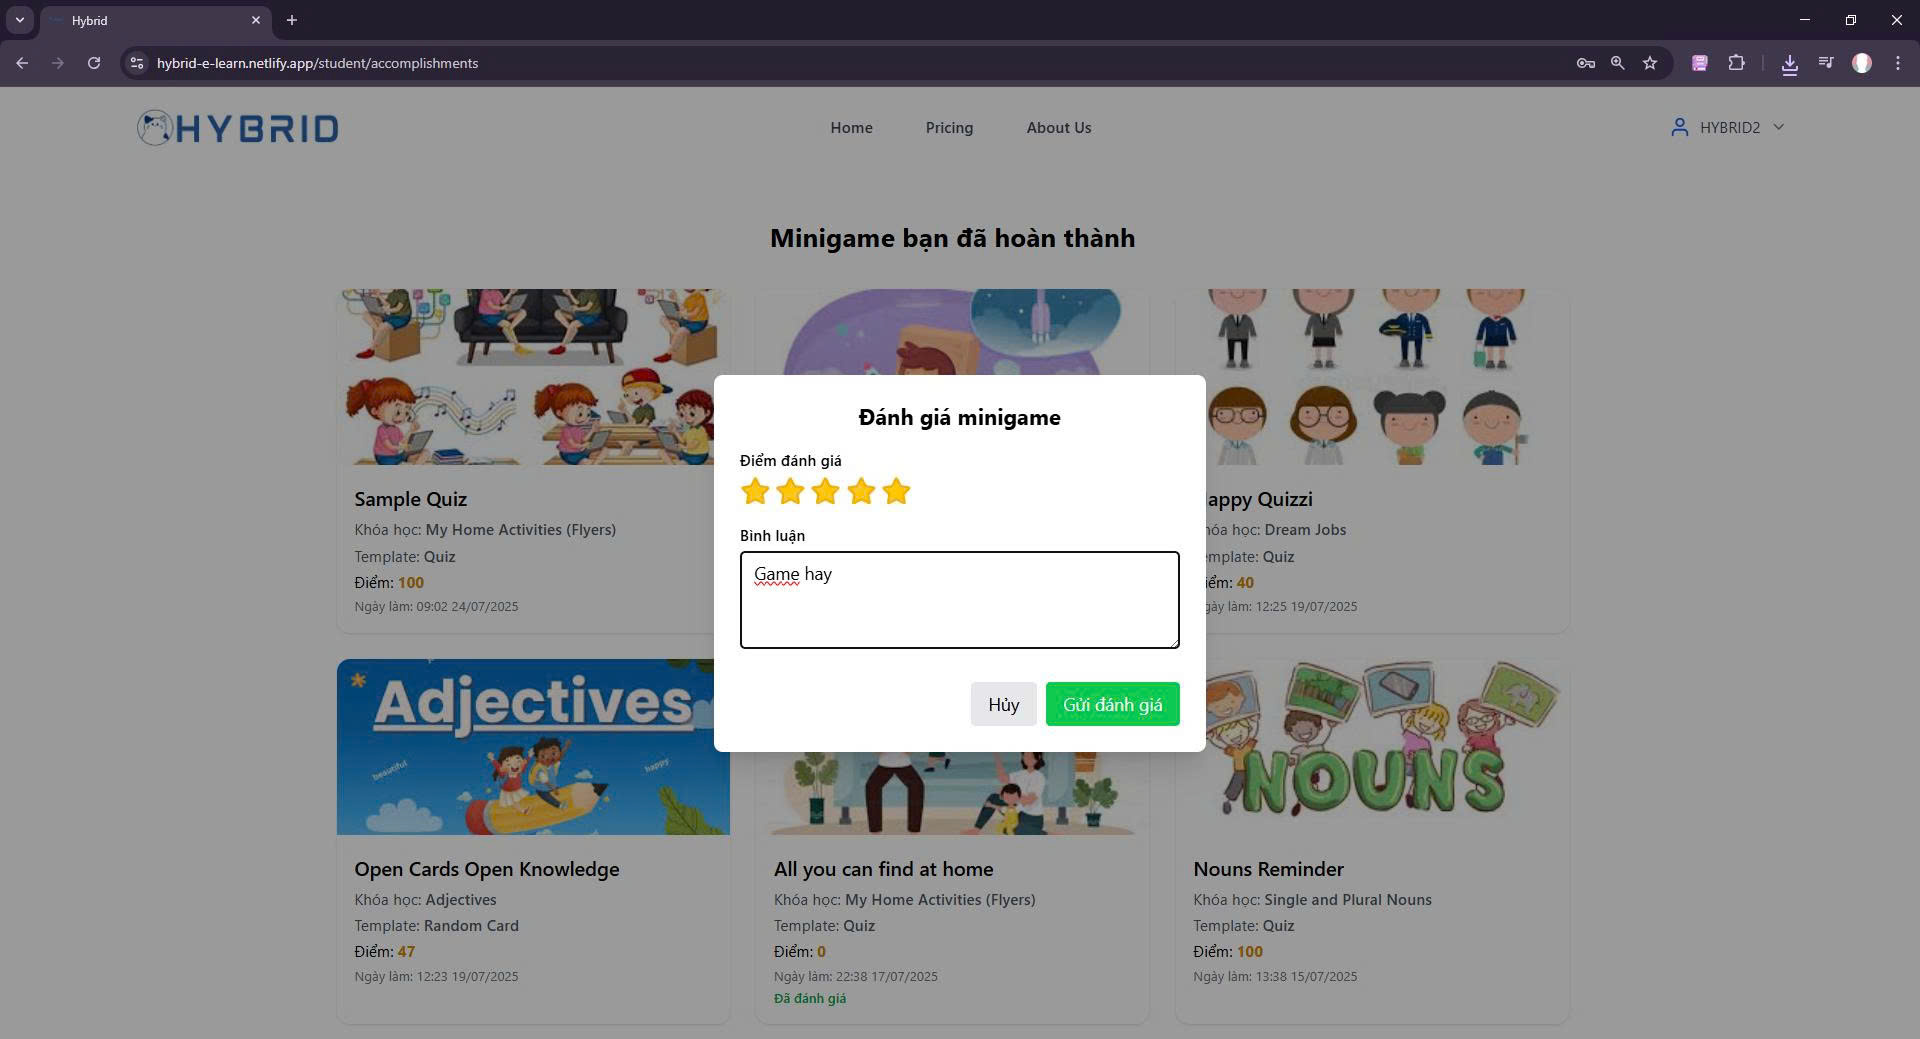 Hybrid
hybrid-e-learn.netlify.app/student/accomplishments
HYBRID
Home
Pricing
About Us
HYBRID2
Minigame bạn đã hoàn thành
Sample Quiz
Khóa học: My Home Activities (Flyers)
Template: Quiz
Điểm: 100
Ngày làm: 09:02 24/07/2025
appy Quizzi
học: Dream Jobs
Quiz
40
làm: 12:25 19/07/2025
Đánh giá minigame
Điểm đánh giá
Bình luận
Game hay
Hủy
Gửi đánh giá
Adjectives
beautiful
happy
NOUNS
Open Cards Open Knowledge
Khóa học: Adjectives
Template: Random Card
Điểm: 47
Ngày làm: 12:23 19/07/2025
All you can find at home
Khóa học: My Home Activities (Flyers)
Template: Quiz
Điểm: 0
Ngày làm: 22:38 17/07/2025
Đã đánh giá
Nouns Reminder
Khóa học: Single and Plural Nouns
Template: Quiz
Điểm: 100
Ngày làm: 13:38 15/07/2025